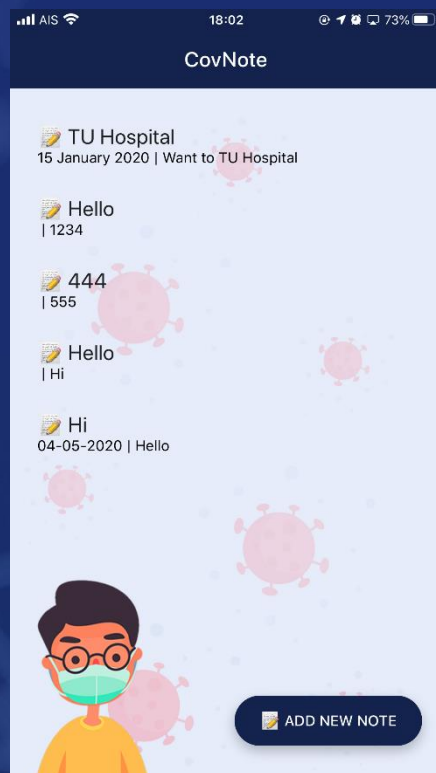 AIS 18:02 73%
CovNote
TU Hospital
15 January 2020 | Want to TU Hospital
Hello
| 1234
444
| 555
Hello
| Hi
Hi
04-05-2020 | Hello
ADD NEW NOTE